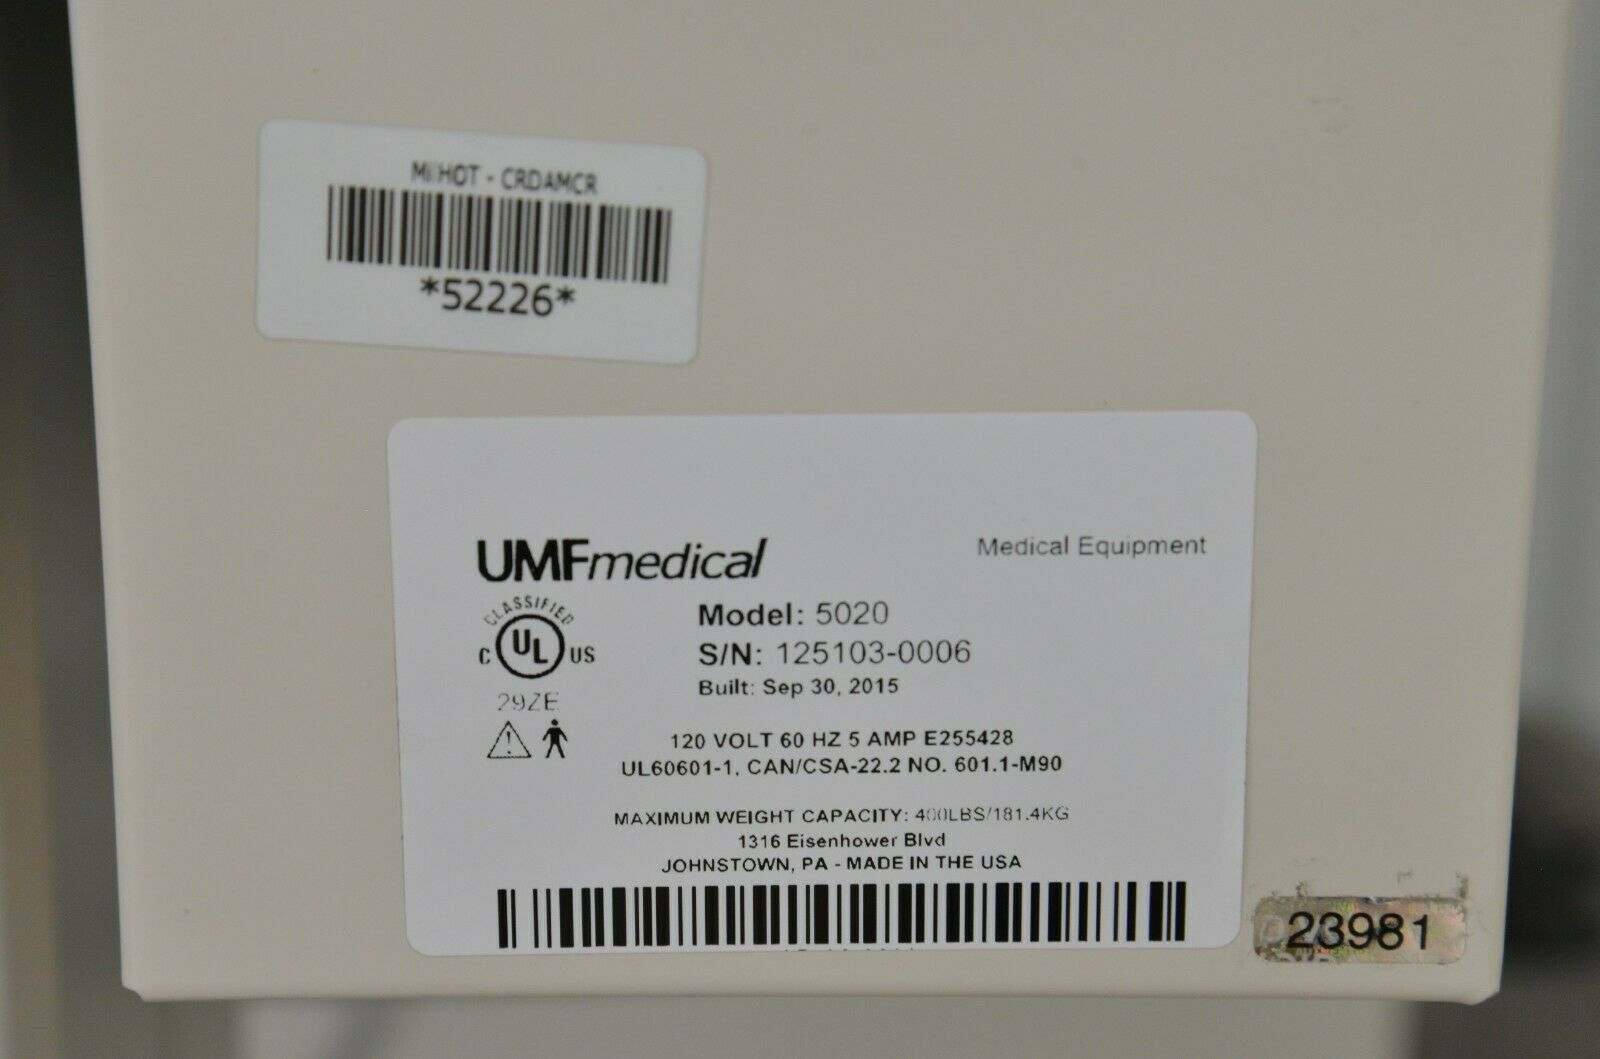 MilHOT - CRDAMCR
*52226*
UMFmedical
Medical Equipment
CLASSIFIED
C UL US
29ZE
Model: 5020
S/N: 125103-0006
Built: Sep 30, 2015
120 VOLT 60 HZ 5 AMP E255428
UL60601-1, CAN/CSA-22.2 NO. 601.1-M90
MAXIMUM WEIGHT CAPACITY: 400LBS/181.4KG
1316 Eisenhower Blvd
JOHNSTOWN, PA - MADE IN THE USA
23981